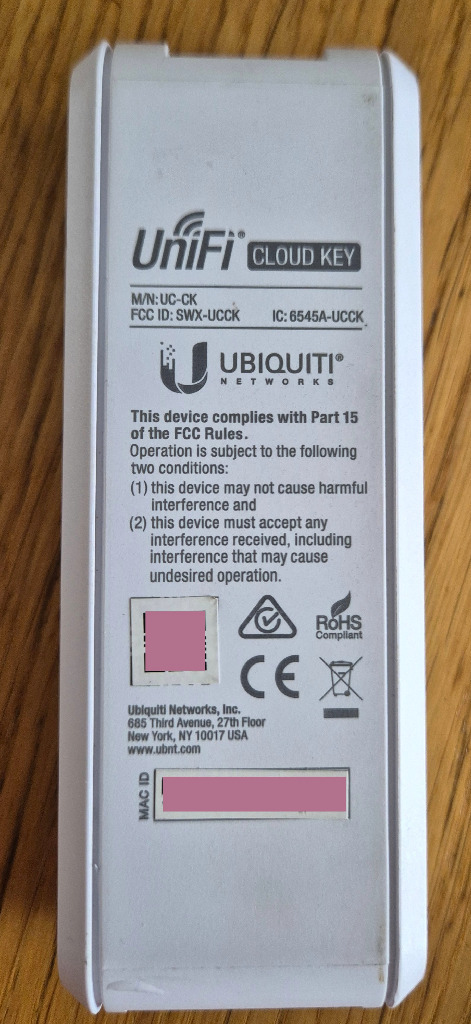 UniFi® CLOUD KEY
M/N: UC-CK
FCC ID: SWX-UCCK IC: 6545A-UCCK
UBIQUITI®
NETWORKS
This device complies with Part 15
of the FCC Rules.
Operation is subject to the following
two conditions:
(1) this device may not cause harmful
interference and
(2) this device must accept any
interference received, including
interference that may cause
undesired operation.
RoHS
Compliant
CE
Ubiquiti Networks, Inc.
685 Third Avenue, 27th Floor
New York, NY 10017 USA
www.ubnt.com
MAC ID